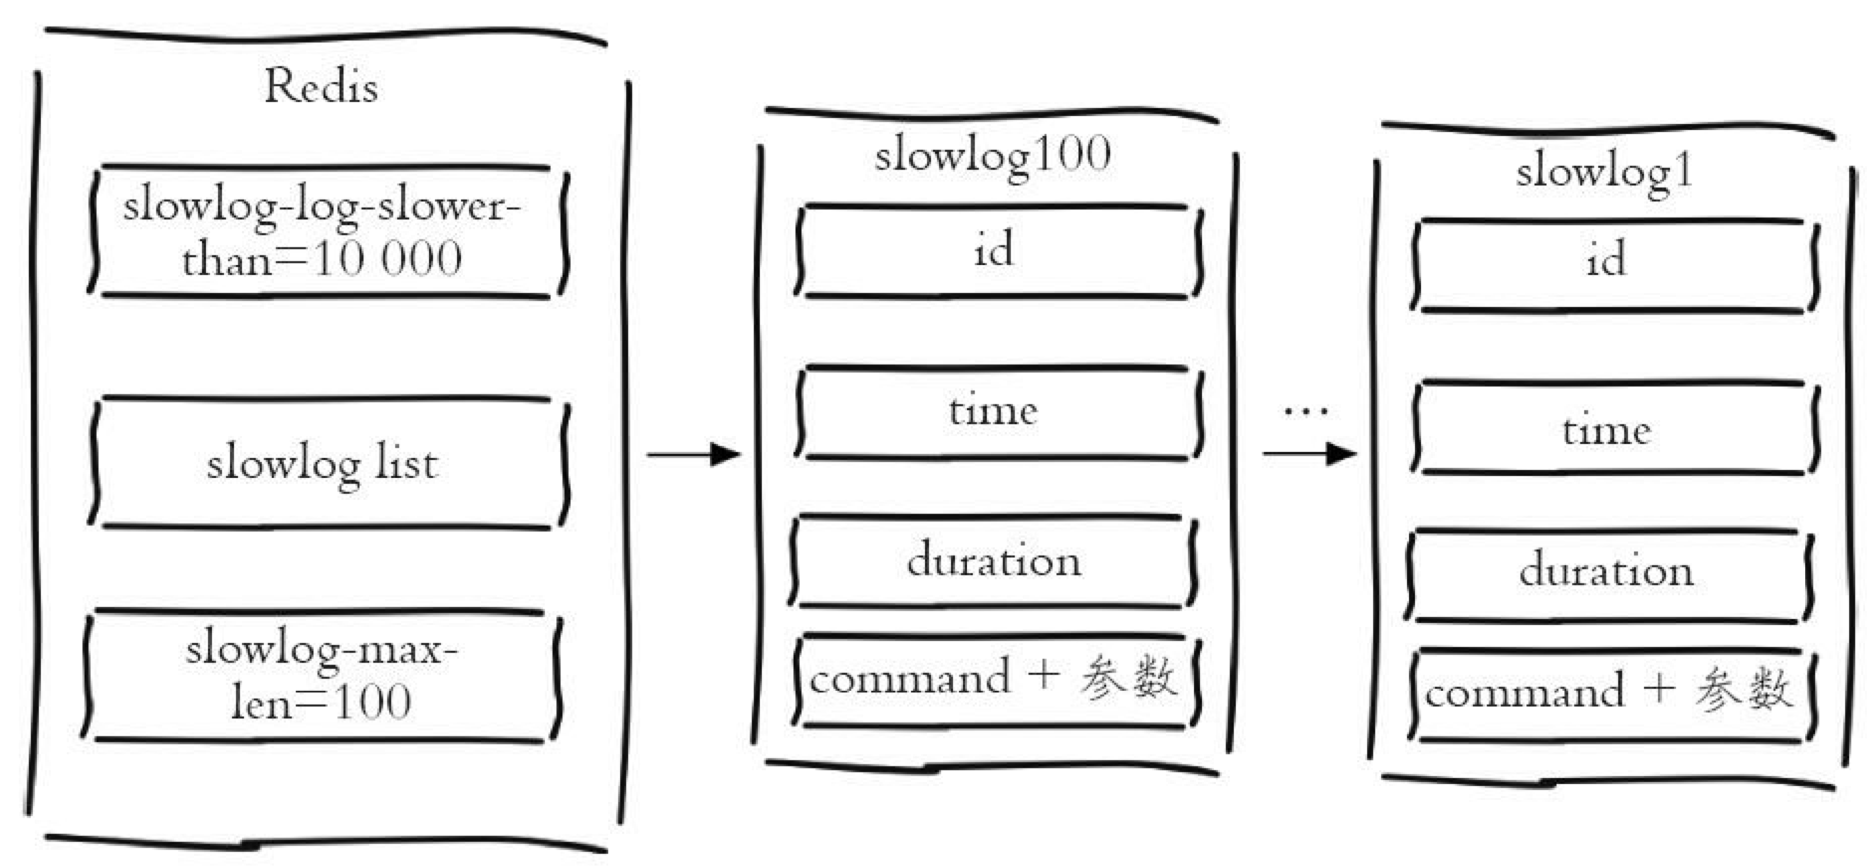 Redis
slowlog-log-slower-
than=10 000
slowlog list
slowlog-max-
len=100
slowlog100
id
time
duration
command + 参数
...
slowlog1
id
time
duration
command + 参数